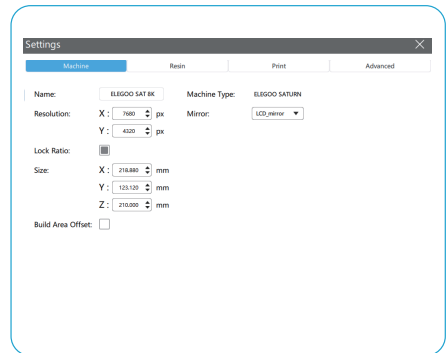 Settings
Machine Resin Print Advanced
Name: ELEGOO SAT 8K Machine Type: ELEGOO SATURN
Resolution: X : 7680 px Mirror: LCD_mirror
Y : 4320 px
Lock Ratio:
Size: X : 218,880 mm
Y : 123,120 mm
Z : 210,000 mm
Build Area Offset: